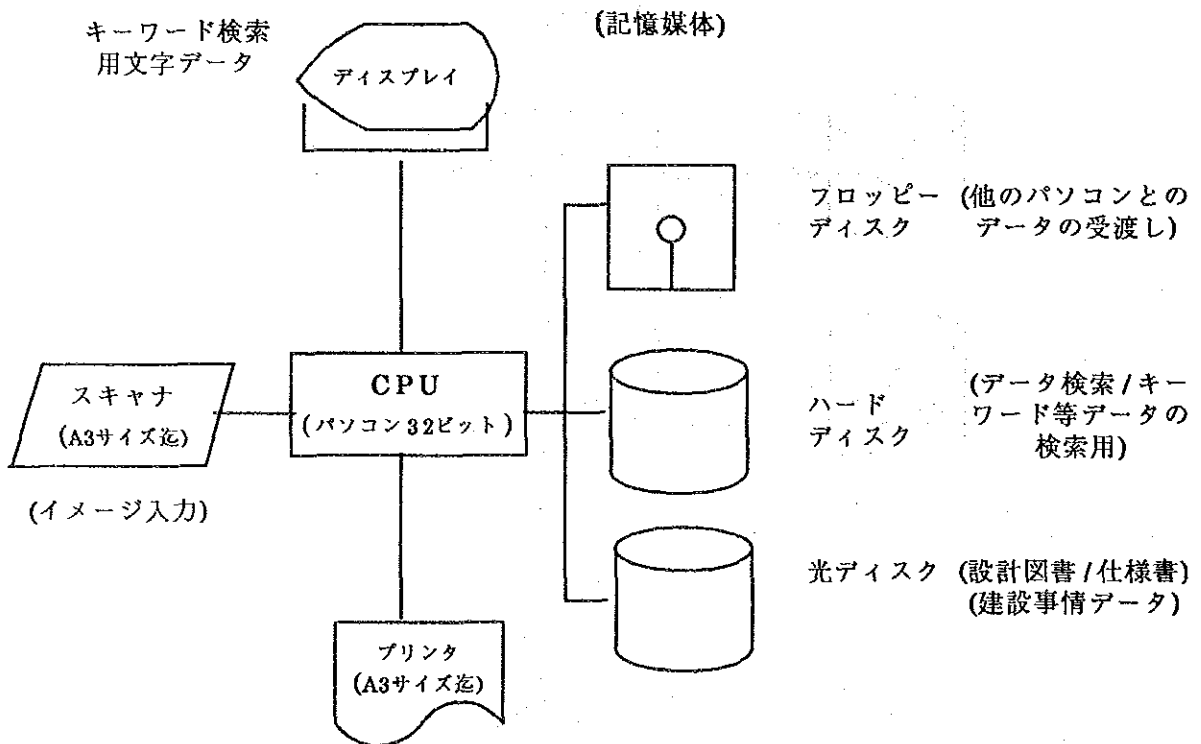 キーワード検索
用文字データ
(記憶媒体)
ディスプレイ
フロッピー (他のパソコンとの
ディスク データの受渡し)
スキャナ
(A3サイズ迄)
(イメージ入力)
CPU
(パソコン32ビット)
ハード
ディスク
(データ検索/キー
ワード等データの
検索用)
光ディスク (設計図書/仕様書)
(建設事情データ)
プリンタ
(A3サイズ迄)